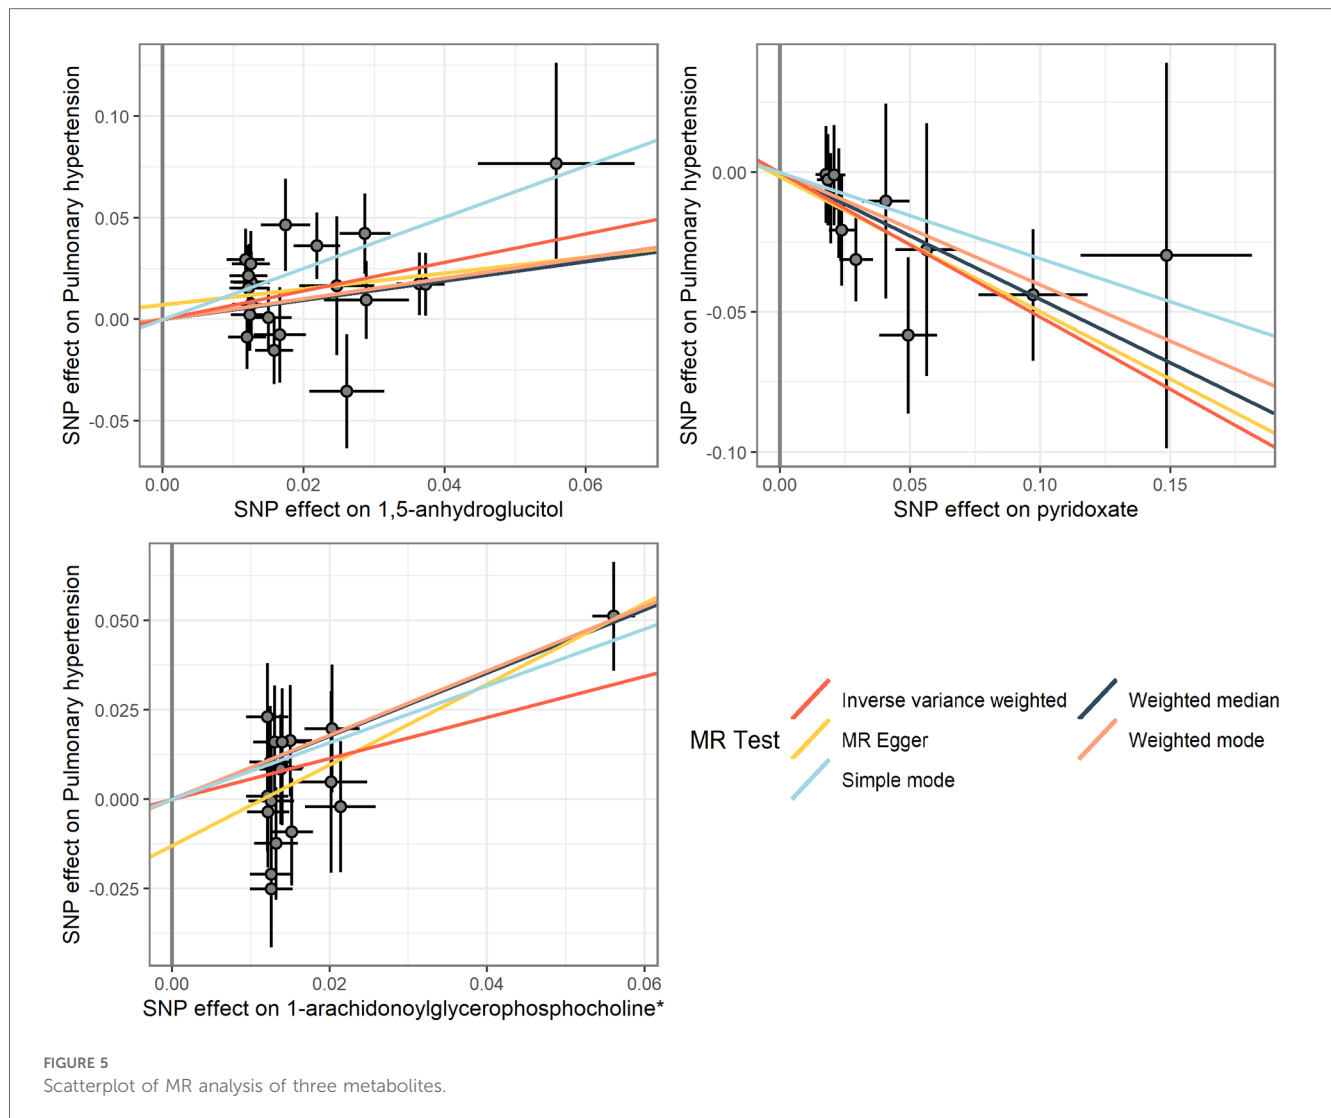 SNP effect on Pulmonary hypertension
0.10
0.05
0.00
-0.05
0.00
0.02
0.04
0.06
SNP effect on 1,5-anhydroglucitol
SNP effect on Pulmonary hypertension
0.00
-0.05
-0.10
0.00
0.05
0.10
0.15
SNP effect on pyridoxate
SNP effect on Pulmonary hypertension
0.050
0.025
0.000
-0.025
0.00
0.02
0.04
0.06
SNP effect on 1-arachidonoylglycerophosphocholine*
MR Test
Inverse variance weighted
MR Egger
Simple mode
Weighted median
Weighted mode
FIGURE 5
Scatterplot of MR analysis of three metabolites.